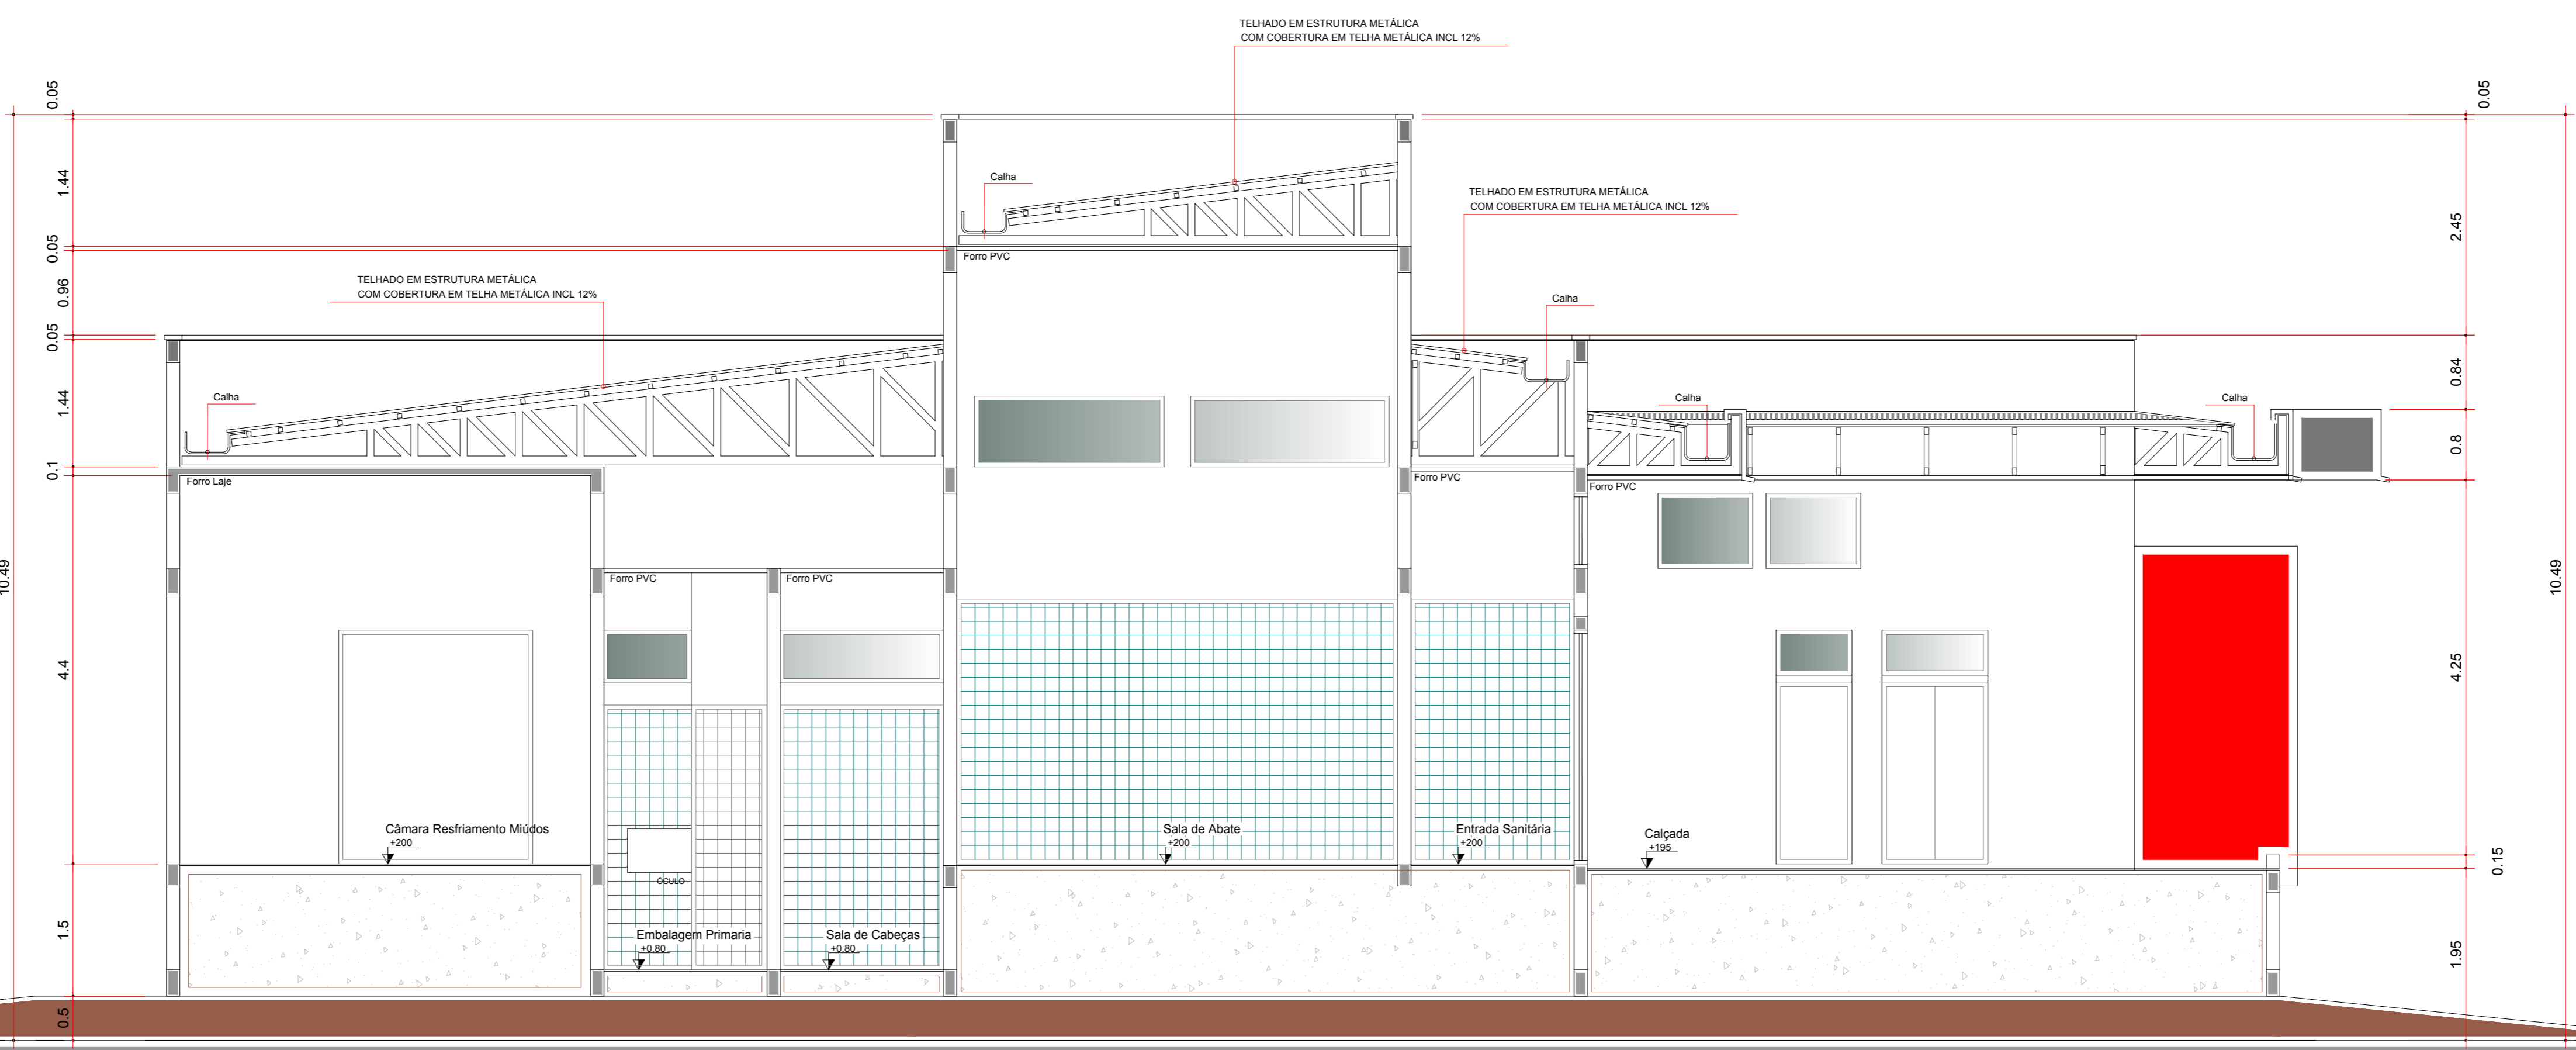 TELHADO EM ESTRUTURA METÁLICA
COM COBERTURA EM TELHA METÁLICA INCL 12%
0.05
0.05
1.44
Calha
TELHADO EM ESTRUTURA METÁLICA
COM COBERTURA EM TELHA METÁLICA INCL 12%
2.45
0.05
Forro PVC
0.96
TELHADO EM ESTRUTURA METÁLICA
COM COBERTURA EM TELHA METÁLICA INCL 12%
Calha
0.05
0.84
1.44
Calha
Calha
Calha
0.8
0.1
Forro Laje
Forro PVC
Forro PVC
10.49
10.49
Forro PVC
Forro PVC
4.4
4.25
Câmara Resfriamento Miúdos
+200
Sala de Abate
+200
Entrada Sanitária
+200
Calçada
+195
0.15
ÓCULO
1.5
Embalagem Primaria
+0.80
Sala de Cabeças
+0.80
1.95
0.5